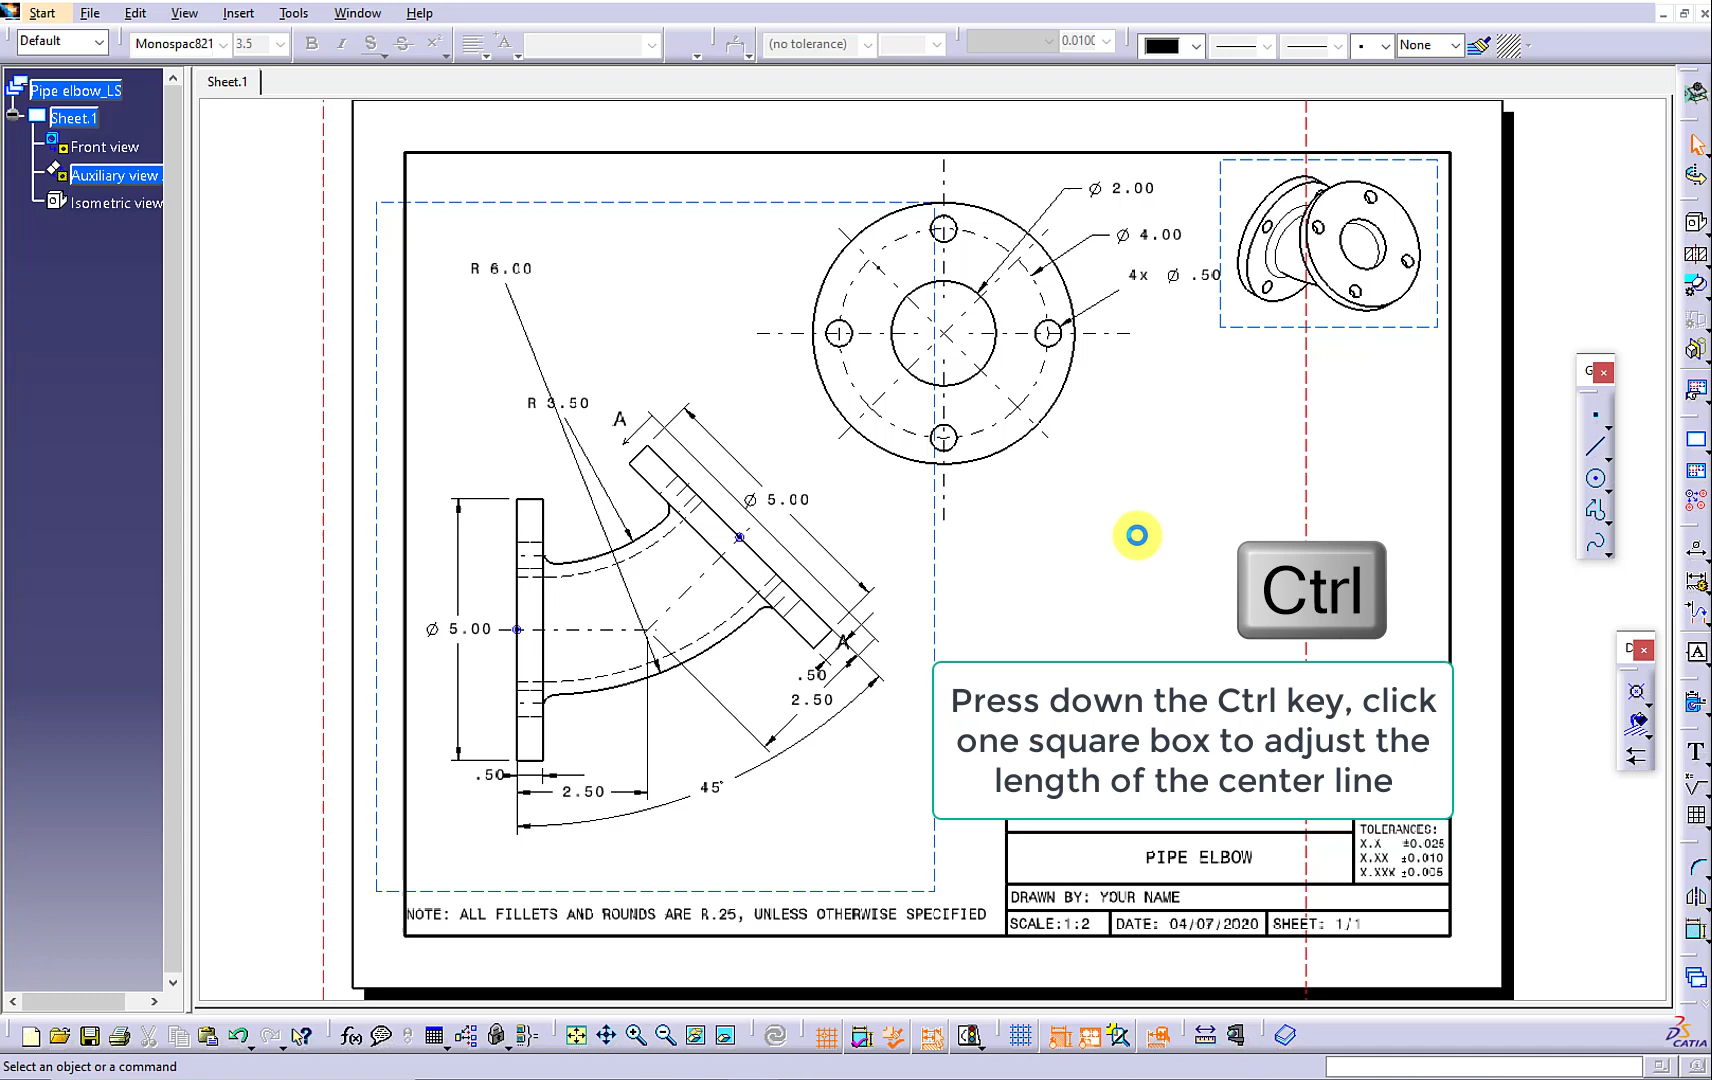 Start File Edit View Insert Tools Window Help
Default Monospac821 3.5 B I S S (no tolerance) 0.0100 None
Pipe elbow_LS
Sheet.1
Front view
Auxiliary view
Isometric view
Sheet.1
Ø 2.00
Ø 4.00
4x Ø .50
R 6.00
R 3.50
A
Ø 5.00
Ø 5.00
A
.50
2.50
.50
2.50
45°
Ctrl
Press down the Ctrl key, click
one square box to adjust the
length of the center line
TOLERANCES:
X.X ±0.025
X.XX ±0.010
X.XXX ±0.005
PIPE ELBOW
DRAWN BY: YOUR NAME
SCALE:1:2 DATE: 04/07/2020 SHEET: 1/1
NOTE: ALL FILLETS AND ROUNDS ARE R.25, UNLESS OTHERWISE SPECIFIED
G
D
CATIA
Select an object or a command